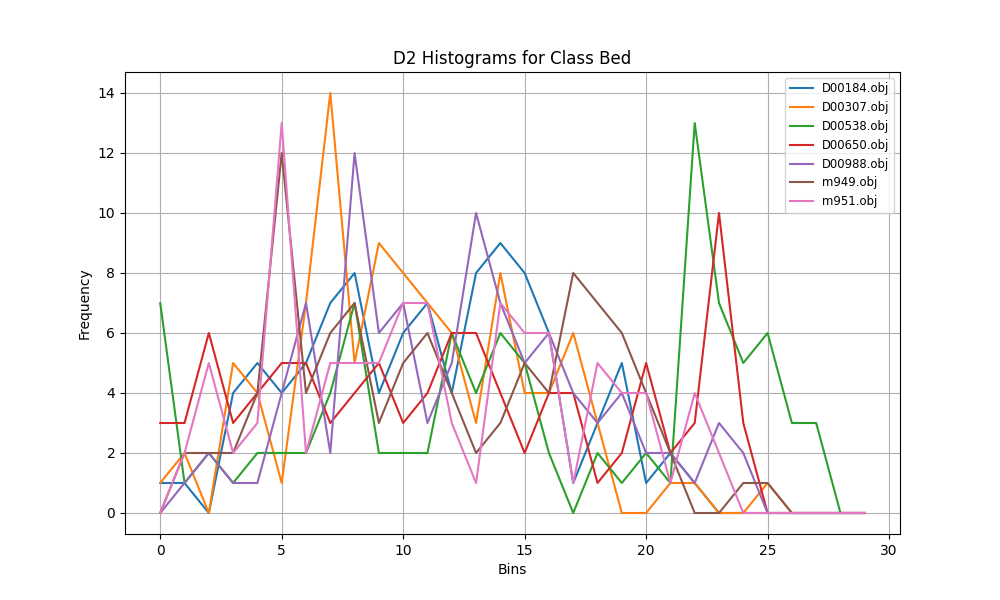 D2 Histograms for Class Bed
14
12
10
8
6
4
2
0
Frequency
D00184.obj
D00307.obj
D00538.obj
D00650.obj
D00988.obj
m949.obj
m951.obj
0 5 10 15 20 25 30
Bins